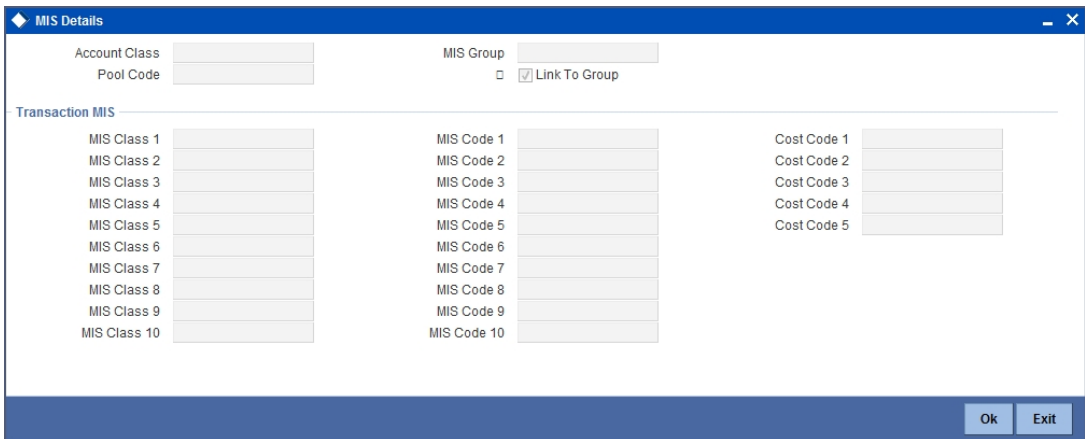 MIS Details
Account Class MIS Group
Pool Code Link To Group
Transaction MIS
MIS Class 1 MIS Code 1 Cost Code 1
MIS Class 2 MIS Code 2 Cost Code 2
MIS Class 3 MIS Code 3 Cost Code 3
MIS Class 4 MIS Code 4 Cost Code 4
MIS Class 5 MIS Code 5 Cost Code 5
MIS Class 6 MIS Code 6
MIS Class 7 MIS Code 7
MIS Class 8 MIS Code 8
MIS Class 9 MIS Code 9
MIS Class 10 MIS Code 10
Ok Exit